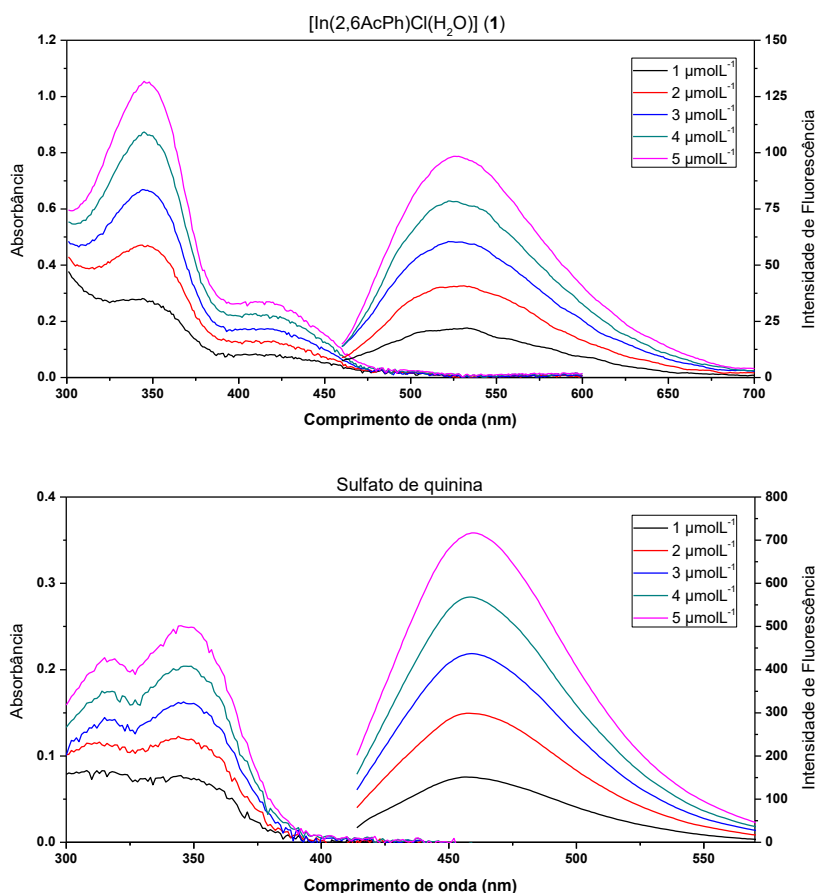 [In(2,6AcPh)Cl(H₂O)] (1)
1.2
1.0
0.8
0.6
0.4
0.2
0.0
Absorbância
150
125
100
75
50
25
0
Intensidade de Fluorescência
1 µmolL⁻¹
2 µmolL⁻¹
3 µmolL⁻¹
4 µmolL⁻¹
5 µmolL⁻¹
300 350 400 450 500 550 600 650 700
Comprimento de onda (nm)
Sulfato de quinina
0.4
0.3
0.2
0.1
0.0
Absorbância
800
700
600
500
400
300
200
100
0
Intensidade de Fluorescência
1 µmolL⁻¹
2 µmolL⁻¹
3 µmolL⁻¹
4 µmolL⁻¹
5 µmolL⁻¹
300 350 400 450 500 550
Comprimento de onda (nm)